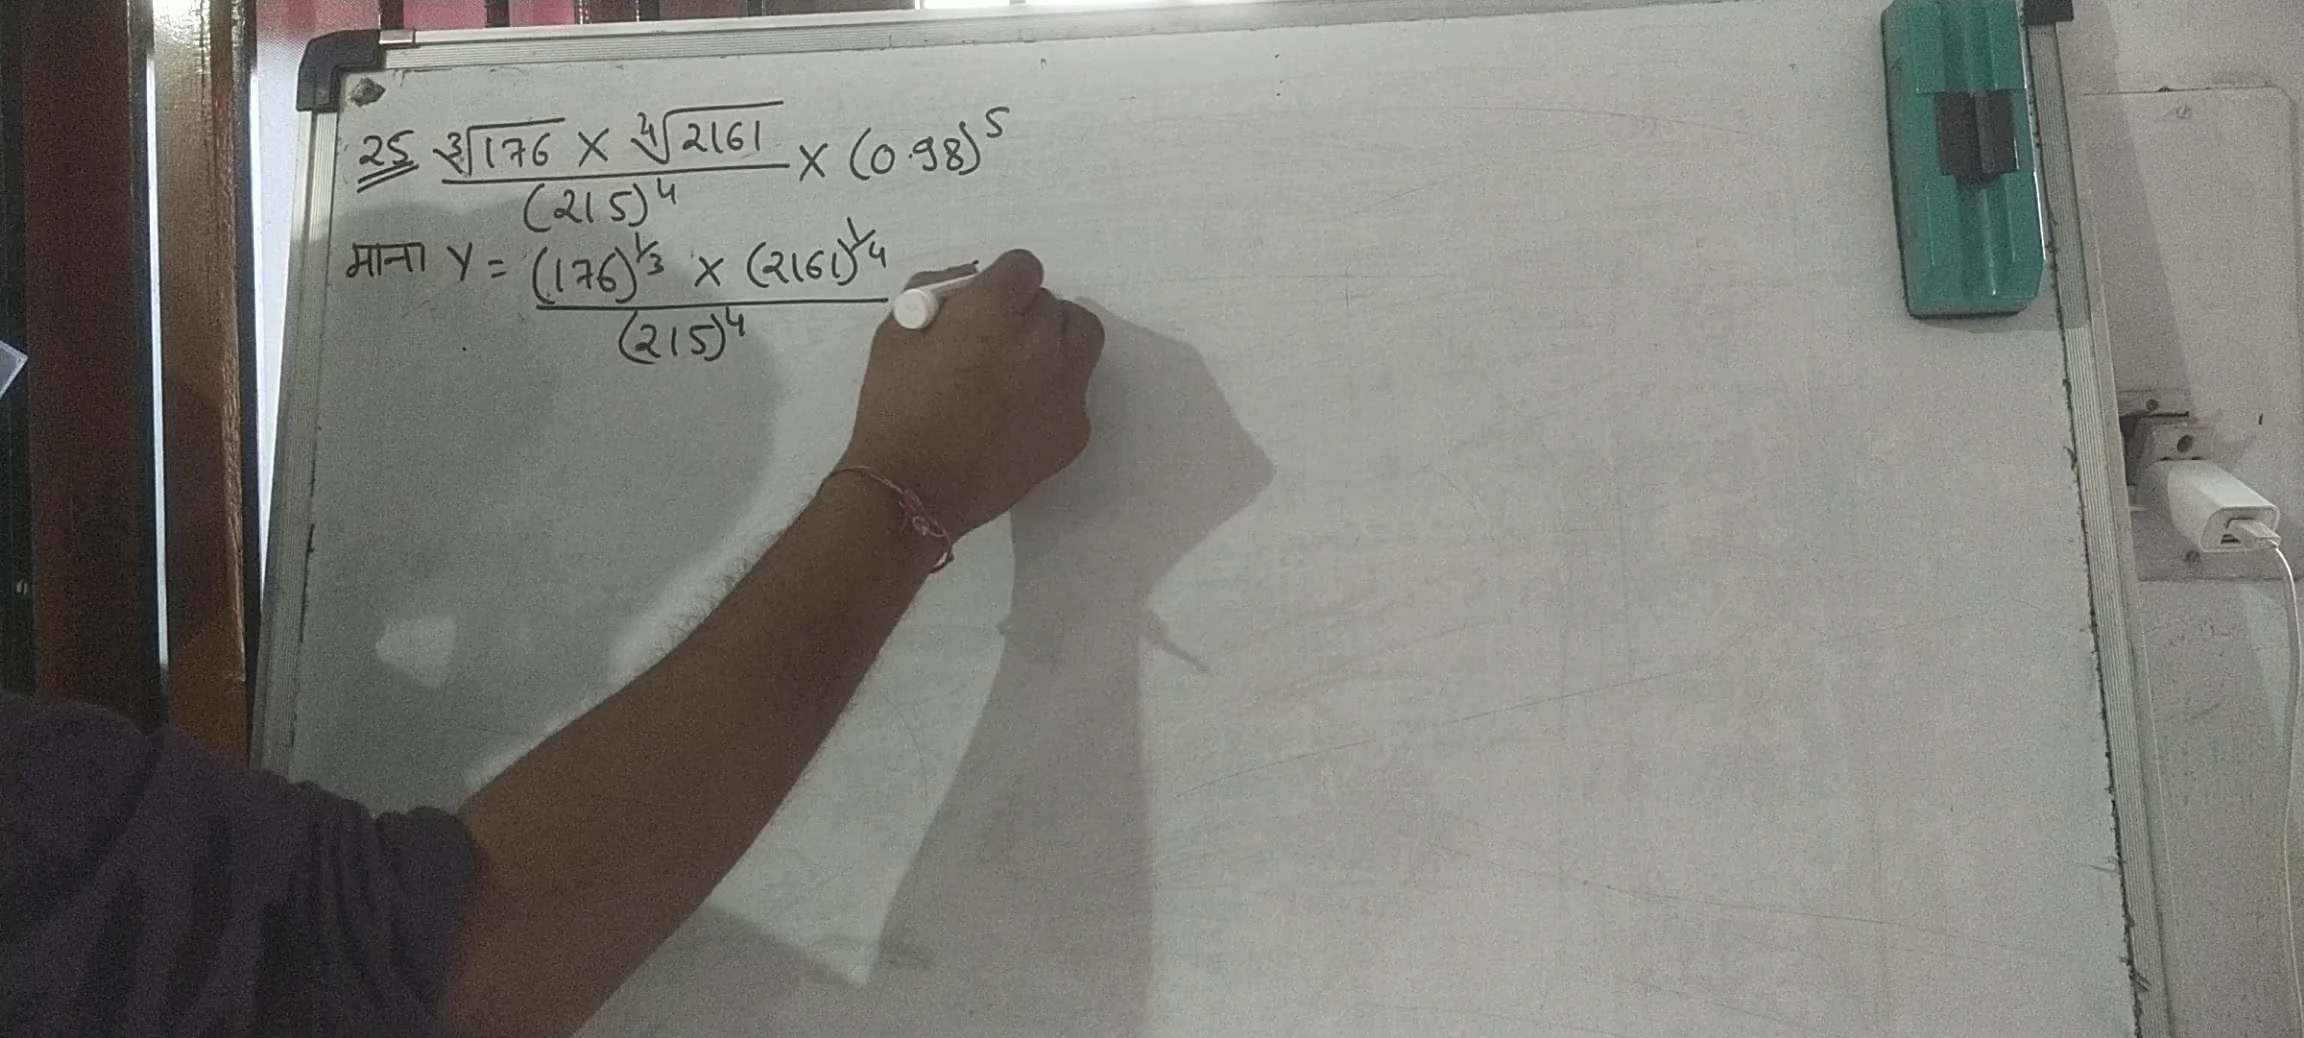 25 ∛176 × ∜2161 / (215)^4 × (0.98)^5
माना Y = (176)^1/3 × (2161)^1/4 / (215)^4